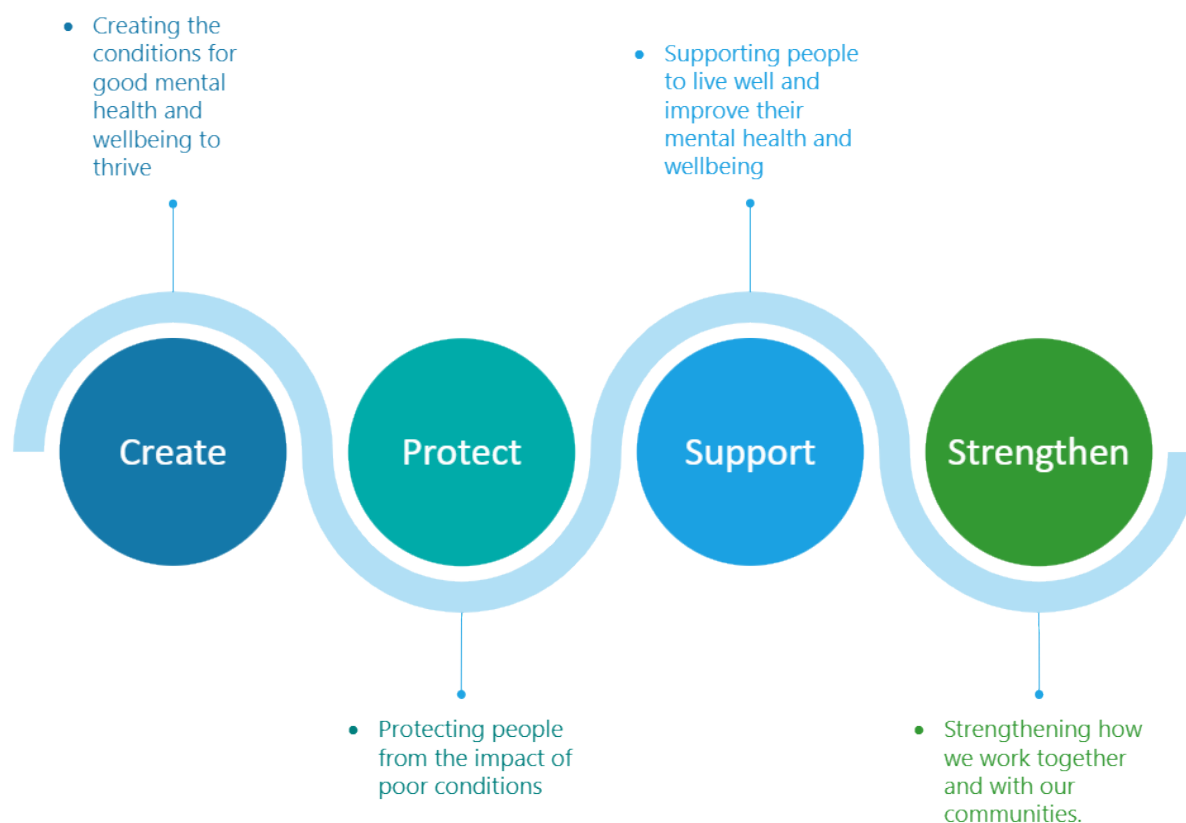 • Creating the
conditions for
good mental
health and
wellbeing to
thrive
• Supporting people
to live well and
improve their
mental health and
wellbeing
Create
Protect
Support
Strengthen
• Protecting people
from the impact of
poor conditions
• Strengthening how
we work together
and with our
communities.